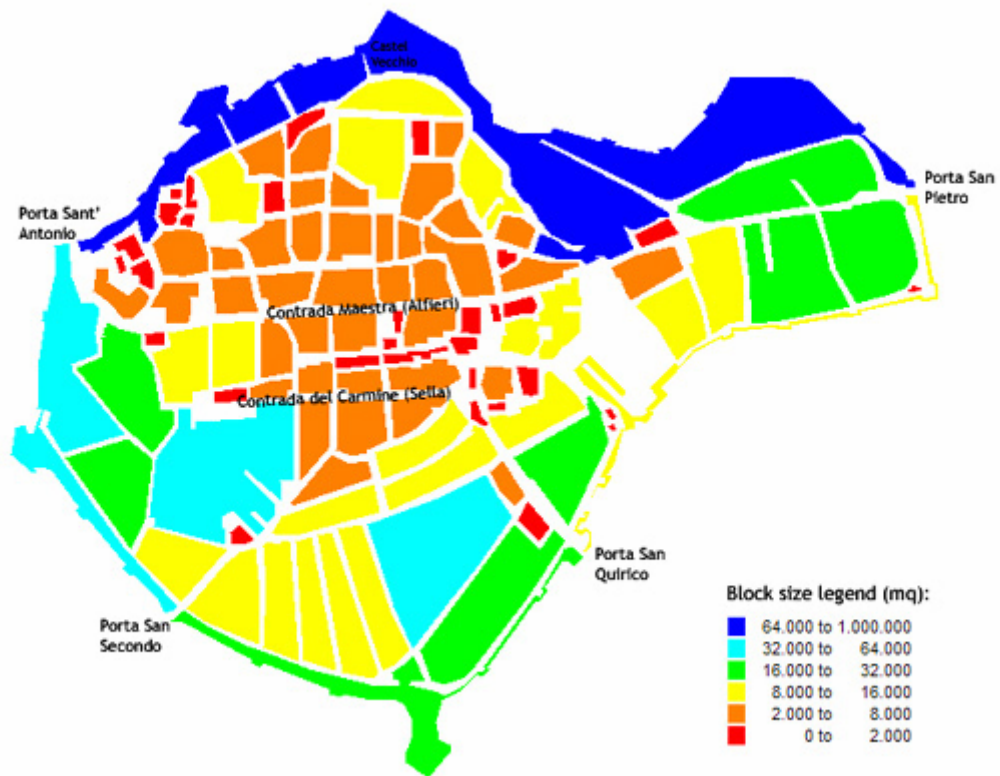 Castel
Vecchio
Porta San
Pietro
Porta Sant'
Antonio
Contrada Maestra (Alfieri)
Contrada del Carmine (Sella)
Porta San
Quirico
Porta San
Secondo
Block size legend (mq):
64.000 to 1.000.000
32.000 to 64.000
16.000 to 32.000
8.000 to 16.000
2.000 to 8.000
0 to 2.000